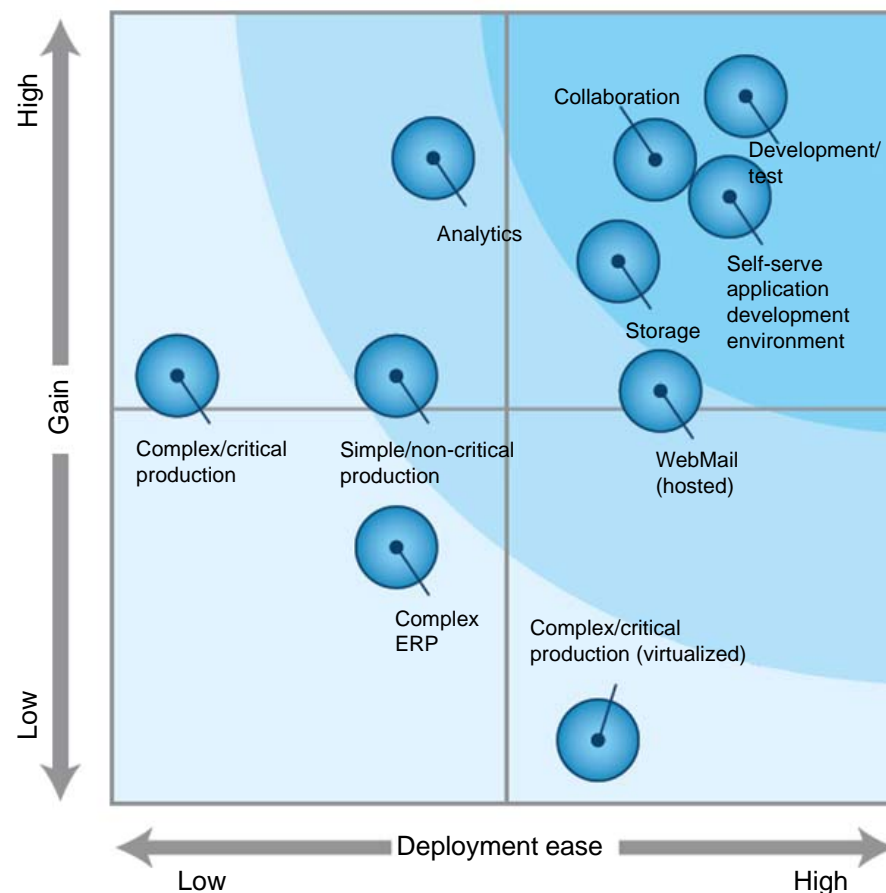 High
Gain
Low
Collaboration
Development/
test
Analytics
Self-serve
application
development
environment
Storage
Complex/critical
production
Simple/non-critical
production
WebMail
(hosted)
Complex
ERP
Complex/critical
production (virtualized)
Deployment ease
Low
High